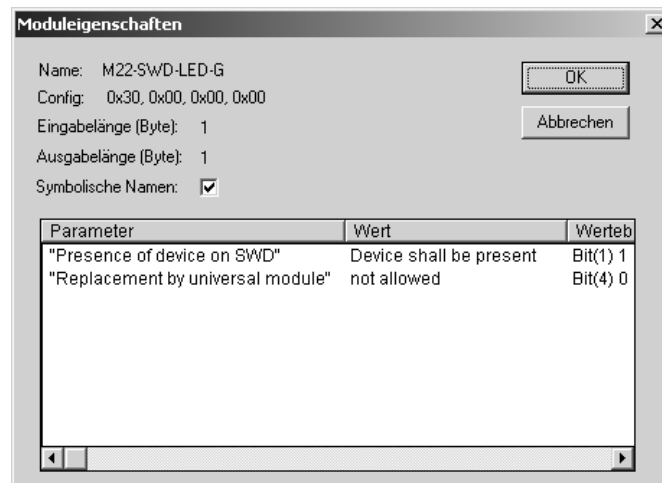 Moduleigenschaften
Name: M22-SWD-LED-G
Config: 0x30, 0x00, 0x00, 0x00
Eingabelänge (Byte): 1
Ausgabelänge (Byte): 1
Symbolische Namen:
OK
Abbrechen
Parameter Wert Werteb
"Presence of device on SWD" Device shall be present Bit(1) 1
"Replacement by universal module" not allowed Bit(4) 0